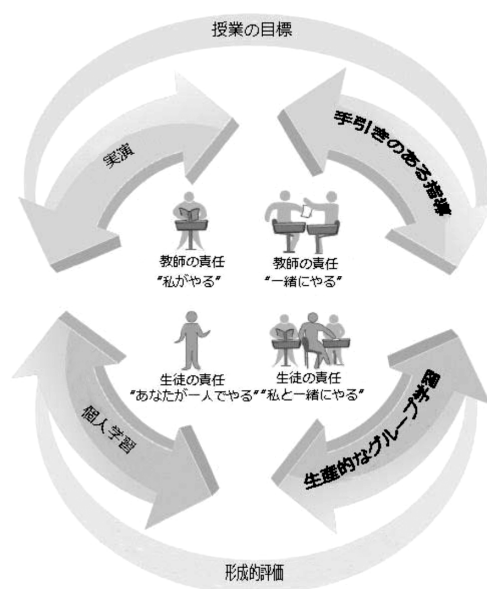 授業の目標
実演
手引きのある指導
教師の責任
“私がやる”
教師の責任
“一緒にやる”
生徒の責任
“あなたが一人でやる”
生徒の責任
“私と一緒にやる”
個人学習
生産的なグループ学習
形成的評価